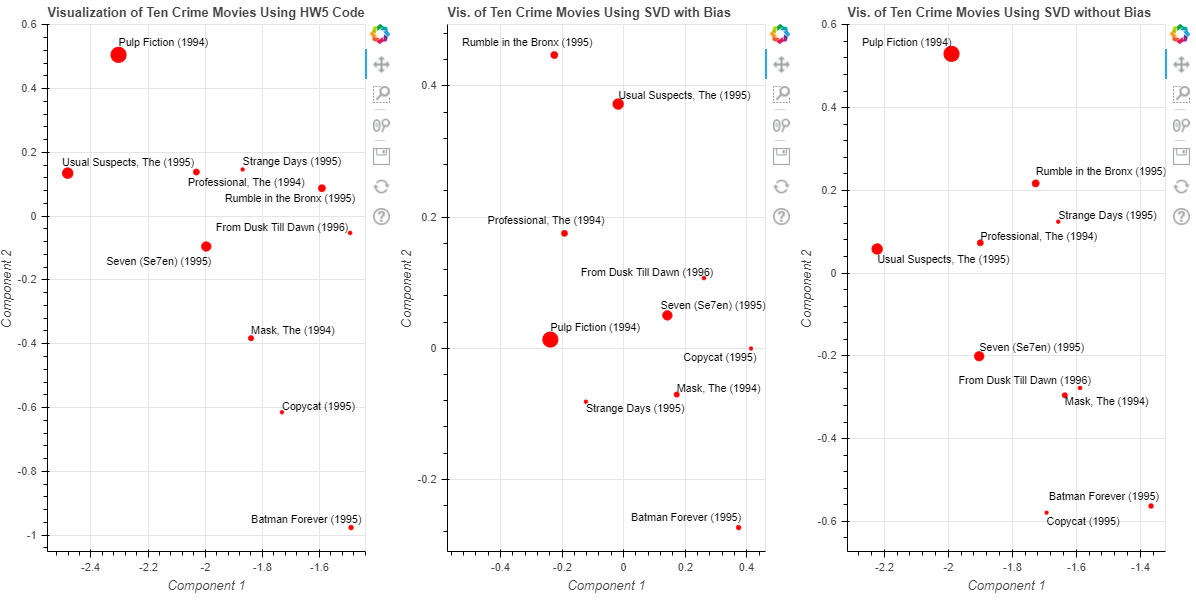 Visualization of Ten Crime Movies Using HW5 Code
0.6
Pulp Fiction (1994)
0.4
0.2
Usual Suspects, The (1995)
Strange Days (1995)
Professional, The (1994)
Rumble in the Bronx (1995)
0
From Dusk Till Dawn (1996)
Seven (Se7en) (1995)
-0.2
Mask, The (1994)
-0.4
Copycat (1995)
-0.6
-0.8
Batman Forever (1995)
-1
-2.4
-2.2
-2
-1.8
-1.6
Component 1
Component 2
Vis. of Ten Crime Movies Using SVD with Bias
Rumble in the Bronx (1995)
0.4
Usual Suspects, The (1995)
0.2
Professional, The (1994)
From Dusk Till Dawn (1996)
Seven (Se7en) (1995)
Pulp Fiction (1994)
0
Copycat (1995)
Mask, The (1994)
Strange Days (1995)
-0.2
Batman Forever (1995)
-0.4
-0.2
0
0.2
0.4
Component 1
Component 2
Vis. of Ten Crime Movies Using SVD without Bias
0.6
Pulp Fiction (1994)
0.4
0.2
Rumble in the Bronx (1995)
Strange Days (1995)
Professional, The (1994)
Usual Suspects, The (1995)
0
-0.2
Seven (Se7en) (1995)
From Dusk Till Dawn (1996)
Mask, The (1994)
-0.4
Batman Forever (1995)
Copycat (1995)
-0.6
-2.2
-2
-1.8
-1.6
-1.4
Component 1
Component 2